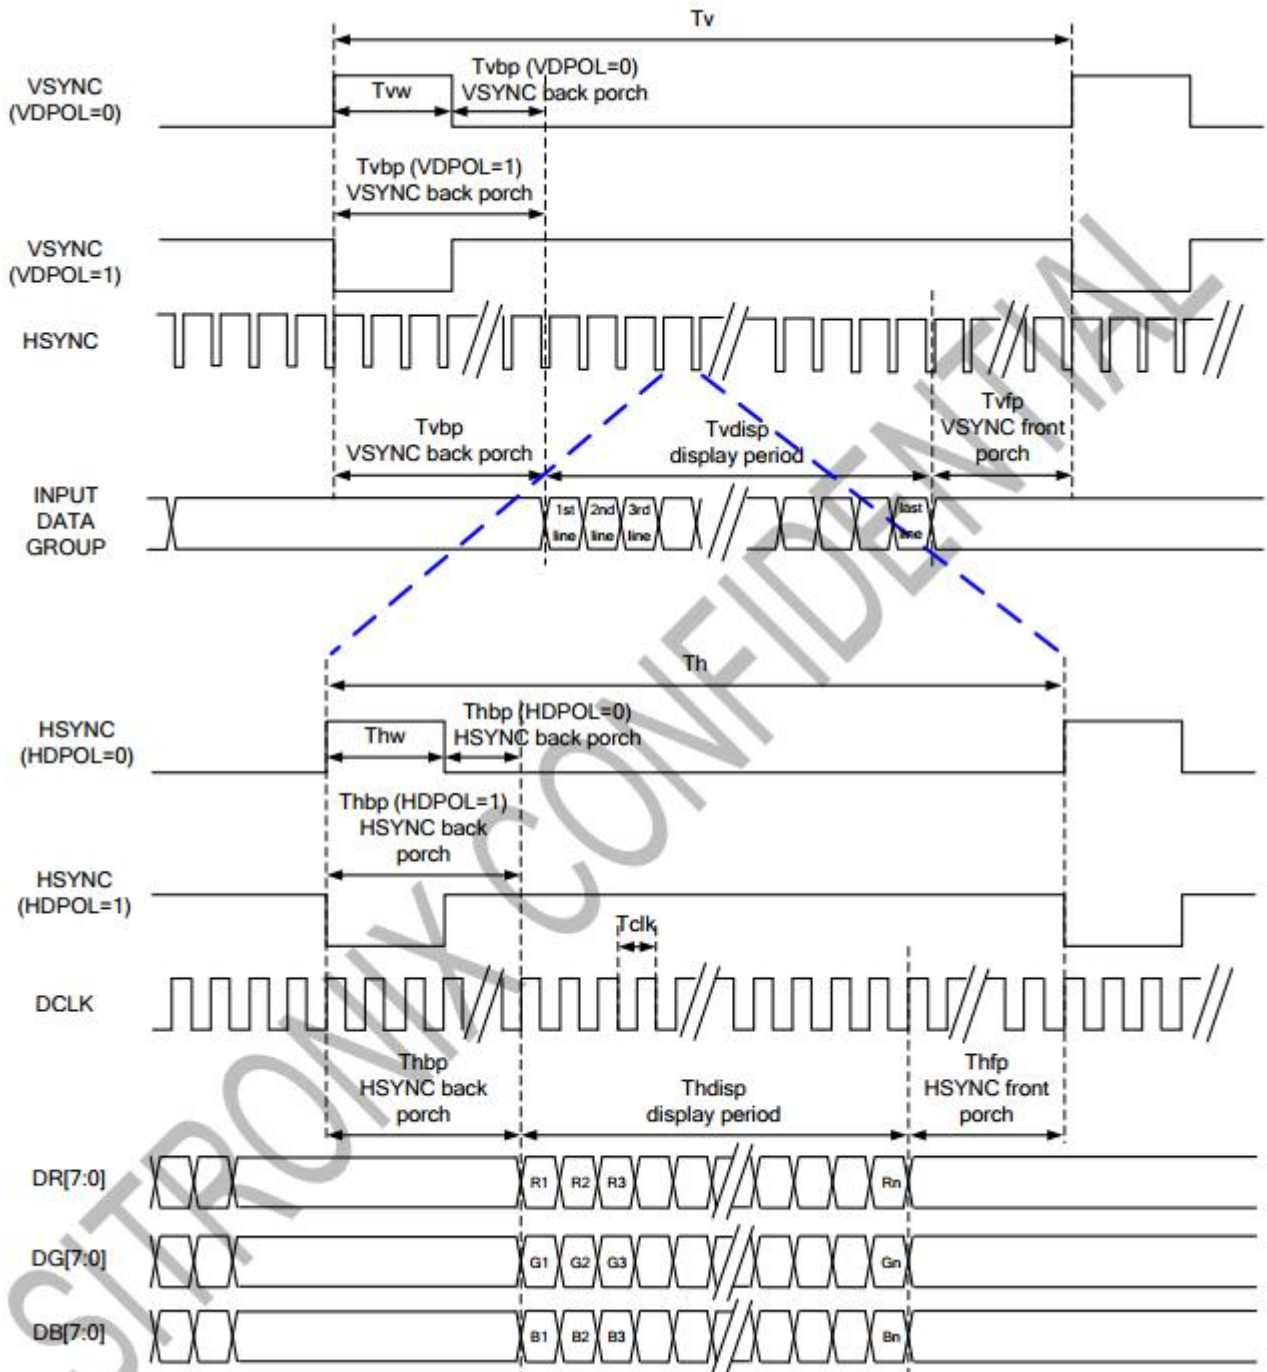 Tv
VSYNC
(VDPOL=0)
Tvw
Tvbp (VDPOL=0)
VSYNC back porch
Tvbp (VDPOL=1)
VSYNC back porch
VSYNC
(VDPOL=1)
HSYNC
Tvbp
VSYNC back porch
Tvdisp
display period
Tvfp
VSYNC front
porch
INPUT
DATA
GROUP
1st
line
2nd
line
3rd
line
last
line
Th
HSYNC
(HDPOL=0)
Thw
Thbp (HDPOL=0)
HSYNC back porch
Thbp (HDPOL=1)
HSYNC back
porch
HSYNC
(HDPOL=1)
Tclk
DCLK
Thbp
HSYNC back
porch
Thdisp
display period
Thfp
HSYNC front
porch
DR[7:0]
R1 R2 R3 Rn
DG[7:0]
G1 G2 G3 Gn
DB[7:0]
B1 B2 B3 Bn
SITRONIX CONFIDENTIAL